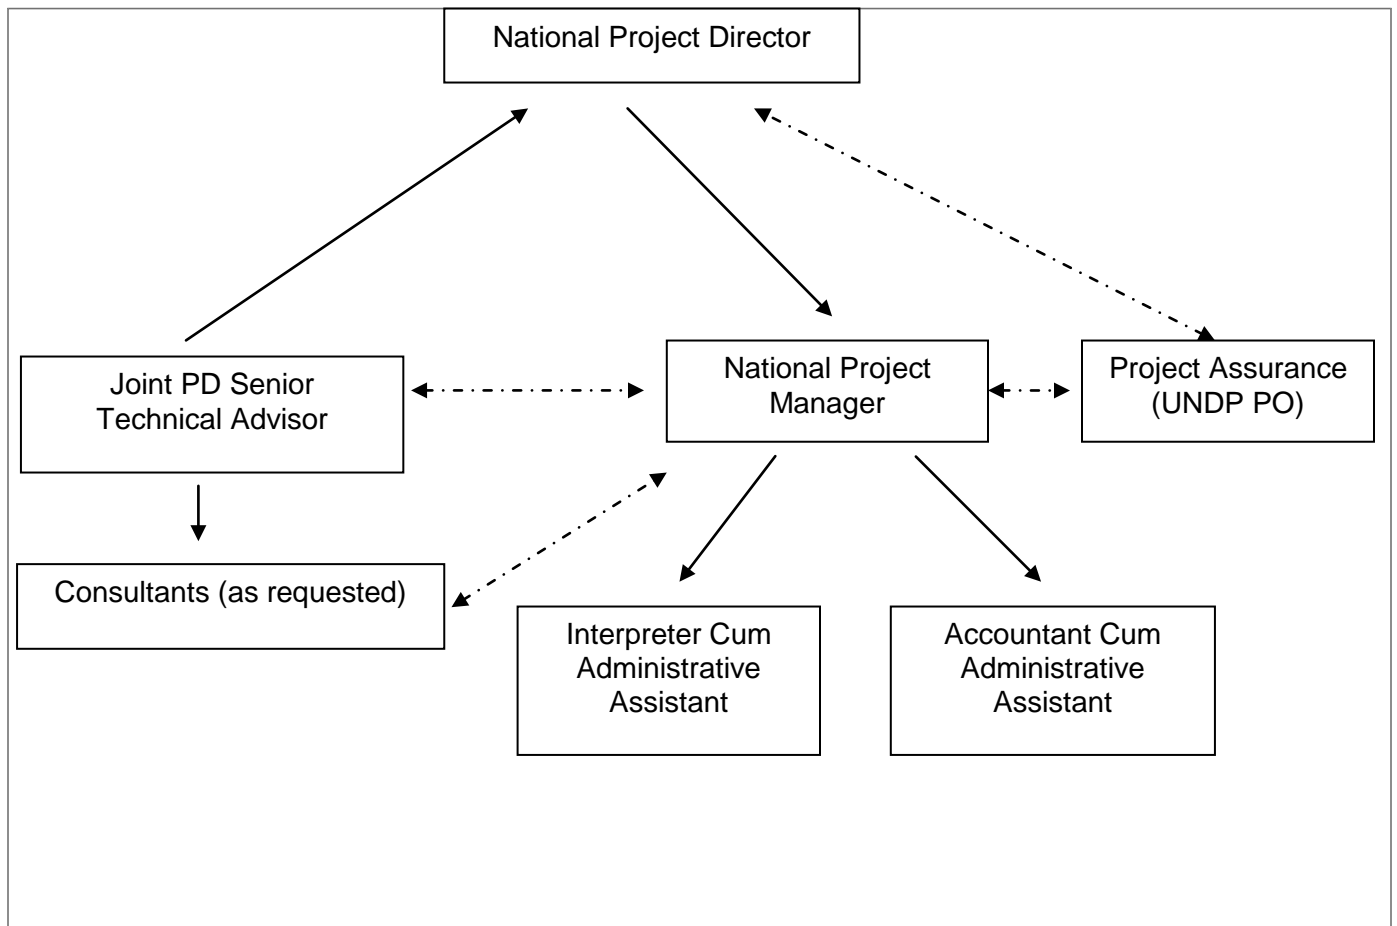 National Project Director
Joint PD Senior
Technical Advisor
National Project
Manager
Project Assurance
(UNDP PO)
Consultants (as requested)
Interpreter Cum
Administrative
Assistant
Accountant Cum
Administrative
Assistant